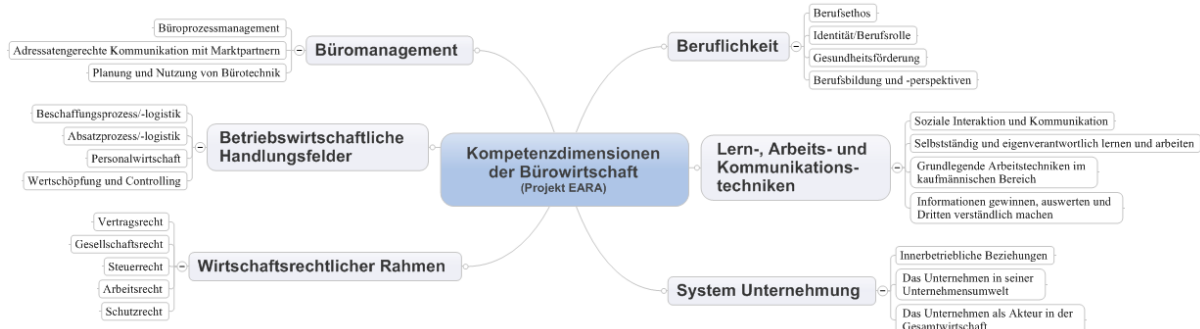 Büroprozessmanagement
Adressatengerechte Kommunikation mit Marktpartnern
Planung und Nutzung von Bürotechnik
Büromanagement
Beschaffungsprozess/-logistik
Absatzprozess/-logistik
Personalwirtschaft
Wertschöpfung und Controlling
Betriebswirtschaftliche
Handlungsfelder
Vertragsrecht
Gesellschaftsrecht
Steuerrecht
Arbeitsrecht
Schutzrecht
Wirtschaftsrechtlicher Rahmen
Kompetenzdimensionen
der Bürowirtschaft
(Projekt EARA)
Beruflichkeit
Berufsethos
Identität/Berufsrolle
Gesundheitsförderung
Berufsbildung und -perspektiven
Lern-, Arbeits- und
Kommunikations-
techniken
Soziale Interaktion und Kommunikation
Selbstständig und eigenverantwortlich lernen und arbeiten
Grundlegende Arbeitstechniken im
kaufmännischen Bereich
Informationen gewinnen, auswerten und
Dritten verständlich machen
System Unternehmung
Innerbetriebliche Beziehungen
Das Unternehmen in seiner
Unternehmensumwelt
Das Unternehmen als Akteur in der
Gesamtwirtschaft